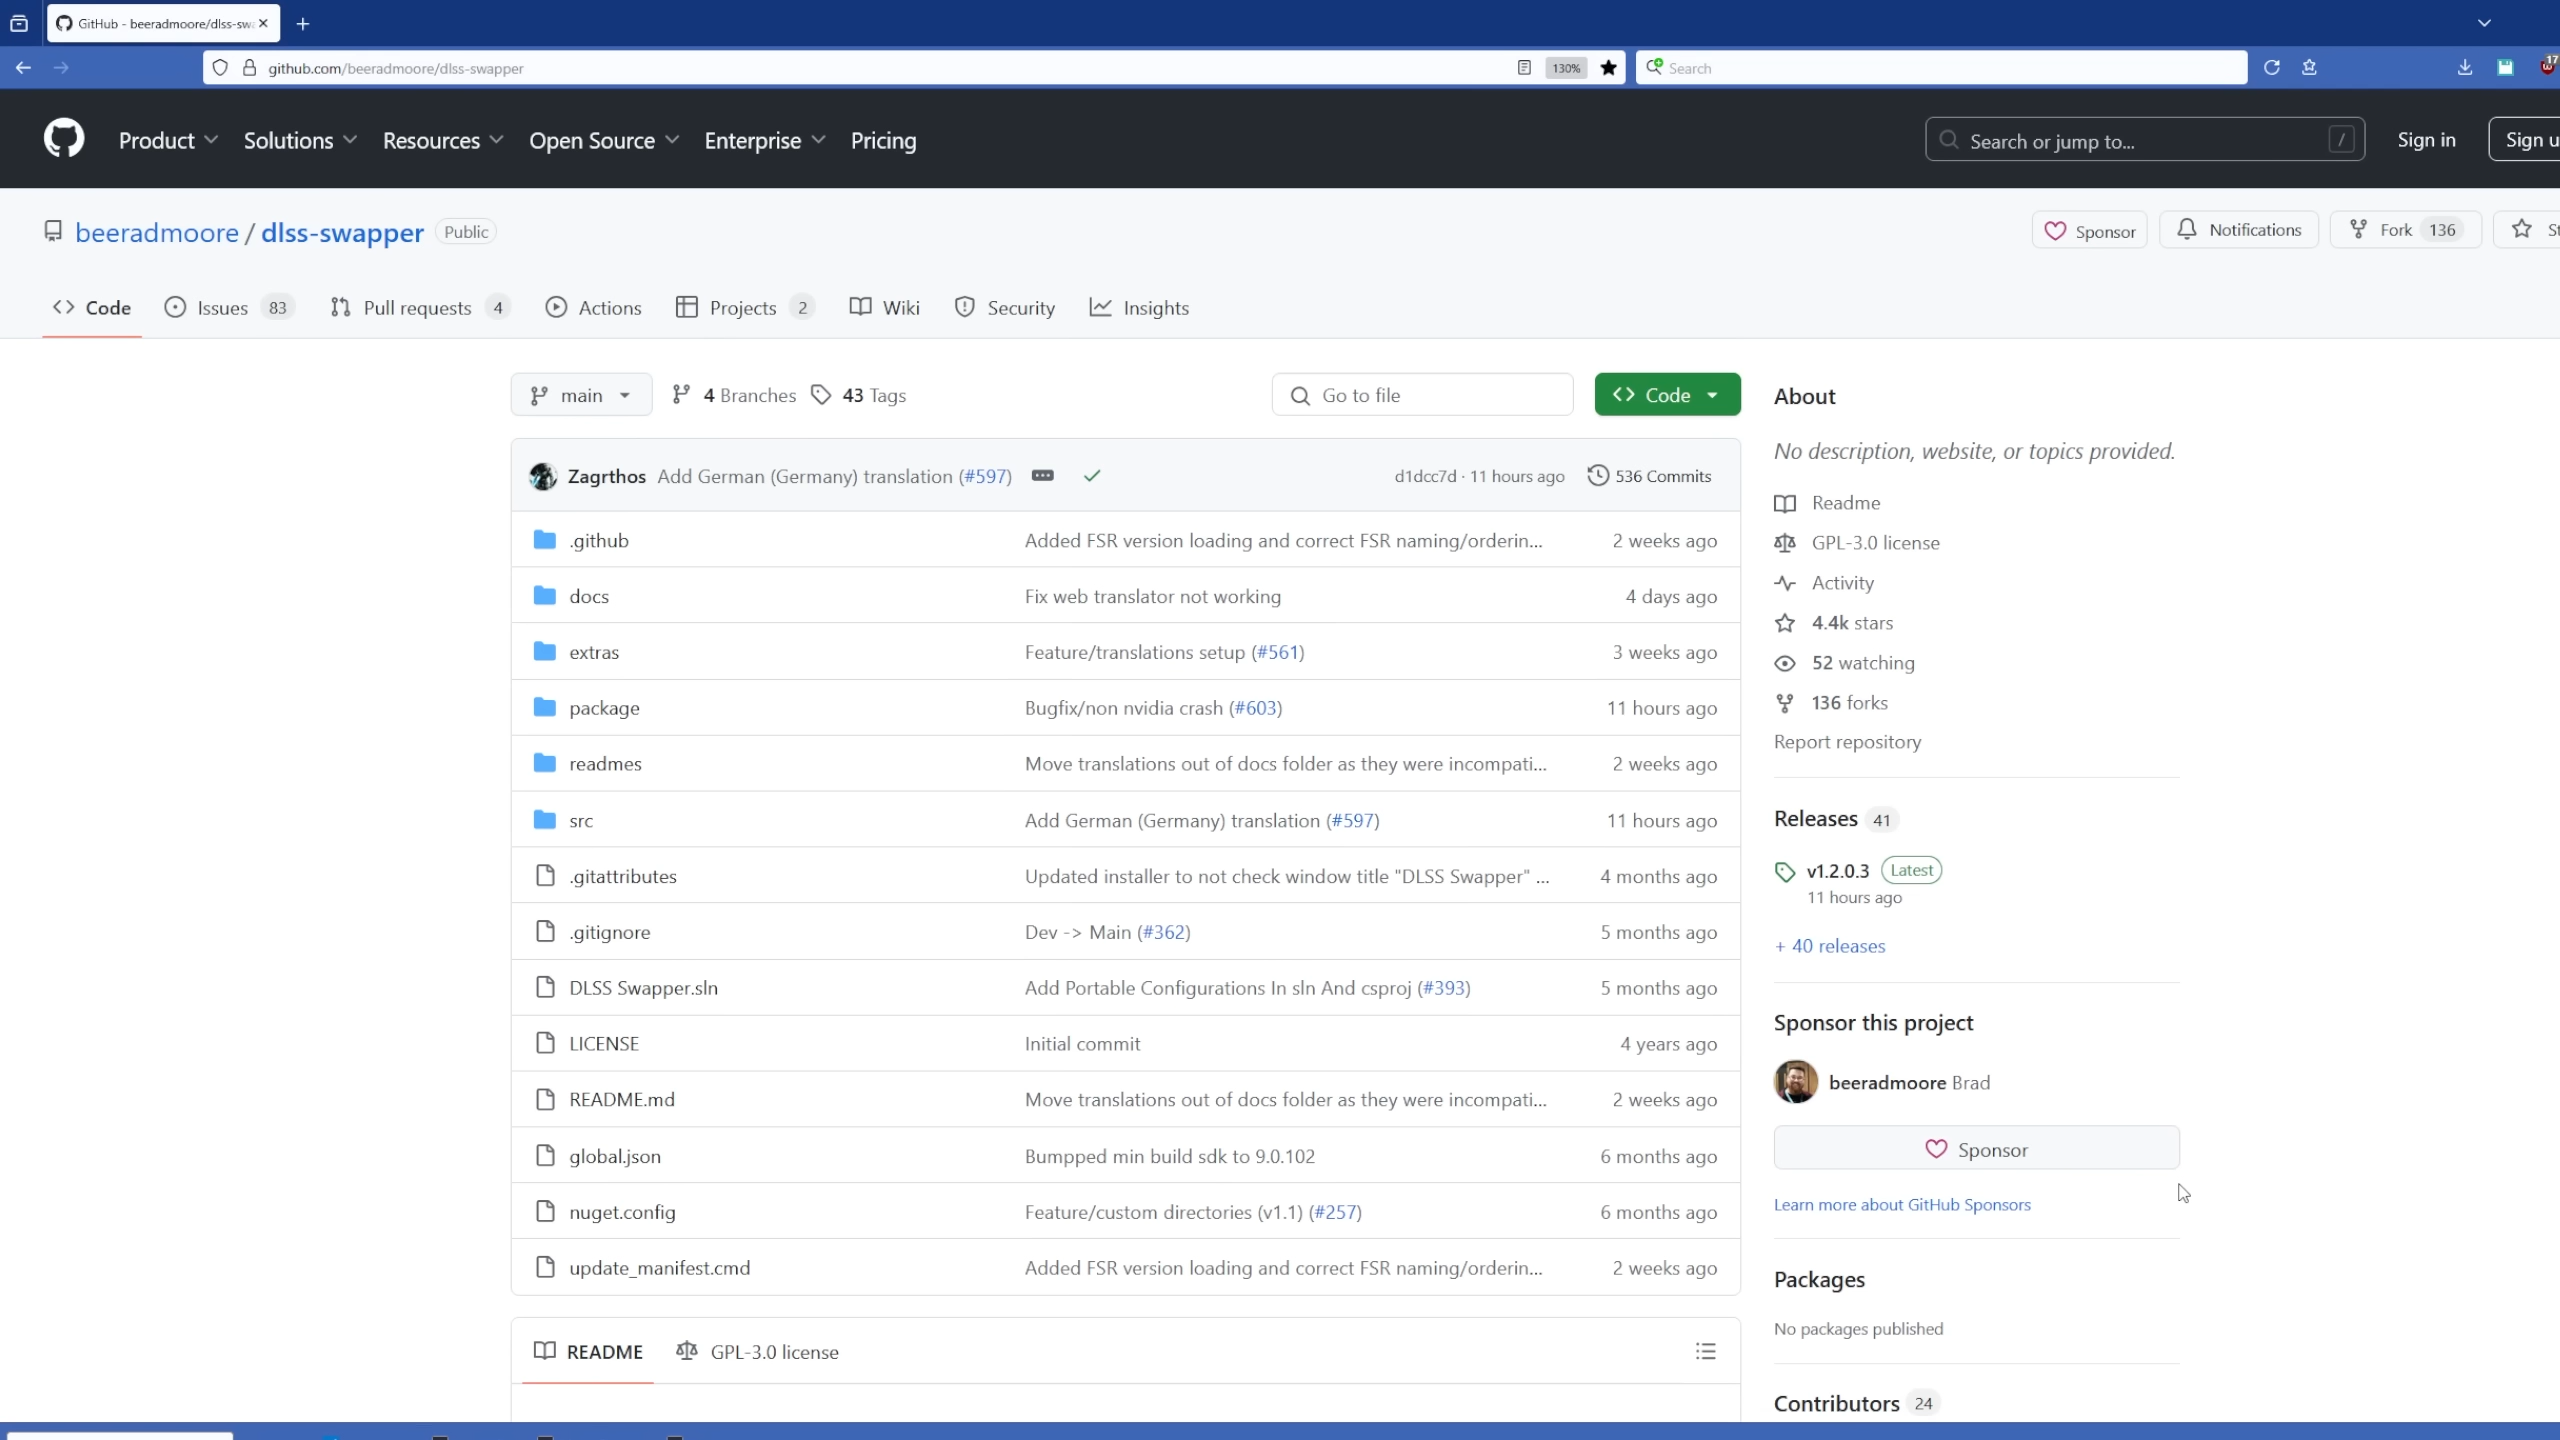 GitHub - beeradmoore/dlss-sw
github.com/beeradmoore/dlss-swapper
130%
Search
17
Product
Solutions
Resources
Open Source
Enterprise
Pricing
Search or jump to...
/
Sign in
Sign u
beeradmoore / dlss-swapper Public
Sponsor
Notifications
Fork 136
St
Code
Issues 83
Pull requests 4
Actions
Projects 2
Wiki
Security
Insights
main
4 Branches
43 Tags
Go to file
Code
Zagrthos Add German (Germany) translation (#597)
d1dcc7d · 11 hours ago
536 Commits
.github Added FSR version loading and correct FSR naming/orderin... 2 weeks ago
docs Fix web translator not working 4 days ago
extras Feature/translations setup (#561) 3 weeks ago
package Bugfix/non nvidia crash (#603) 11 hours ago
readmes Move translations out of docs folder as they were incompati... 2 weeks ago
src Add German (Germany) translation (#597) 11 hours ago
.gitattributes Updated installer to not check window title "DLSS Swapper" ... 4 months ago
.gitignore Dev -> Main (#362) 5 months ago
DLSS Swapper.sln Add Portable Configurations In sln And csproj (#393) 5 months ago
LICENSE Initial commit 4 years ago
README.md Move translations out of docs folder as they were incompati... 2 weeks ago
global.json Bumpped min build sdk to 9.0.102 6 months ago
nuget.config Feature/custom directories (v1.1) (#257) 6 months ago
update_manifest.cmd Added FSR version loading and correct FSR naming/orderin... 2 weeks ago
README
GPL-3.0 license
About
No description, website, or topics provided.
Readme
GPL-3.0 license
Activity
4.4k stars
52 watching
136 forks
Report repository
Releases 41
v1.2.0.3 Latest
11 hours ago
+ 40 releases
Sponsor this project
beeradmoore Brad
Sponsor
Learn more about GitHub Sponsors
Packages
No packages published
Contributors 24